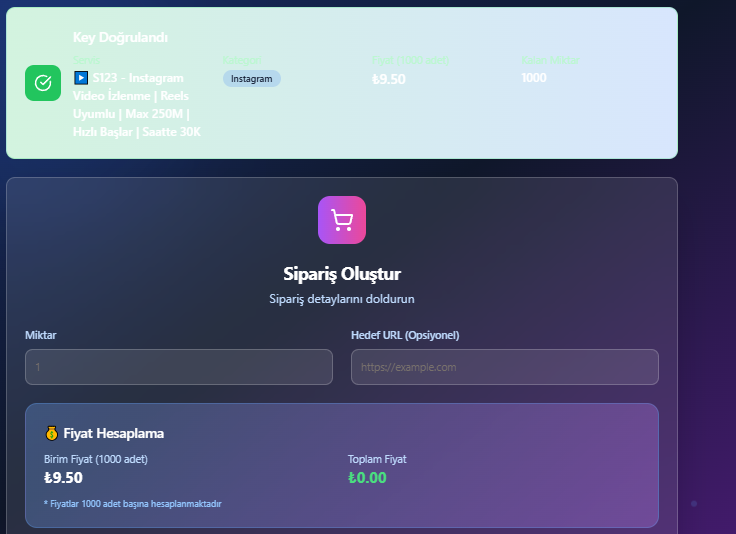 Key Doğrulandı
Servis
Kategori
Fiyat (1000 adet)
Kalan Miktar
S123 - Instagram
Video İzlenme | Reels
Uyumlu | Max 250M |
Hızlı Başlar | Saatte 30K
Instagram
₺9.50
1000
Sipariş Oluştur
Sipariş detaylarını doldurun
Miktar
Hedef URL (Opsiyonel)
1
https://example.com
Fiyat Hesaplama
Birim Fiyat (1000 adet)
Toplam Fiyat
₺9.50
₺0.00
* Fiyatlar 1000 adet başına hesaplanmaktadır